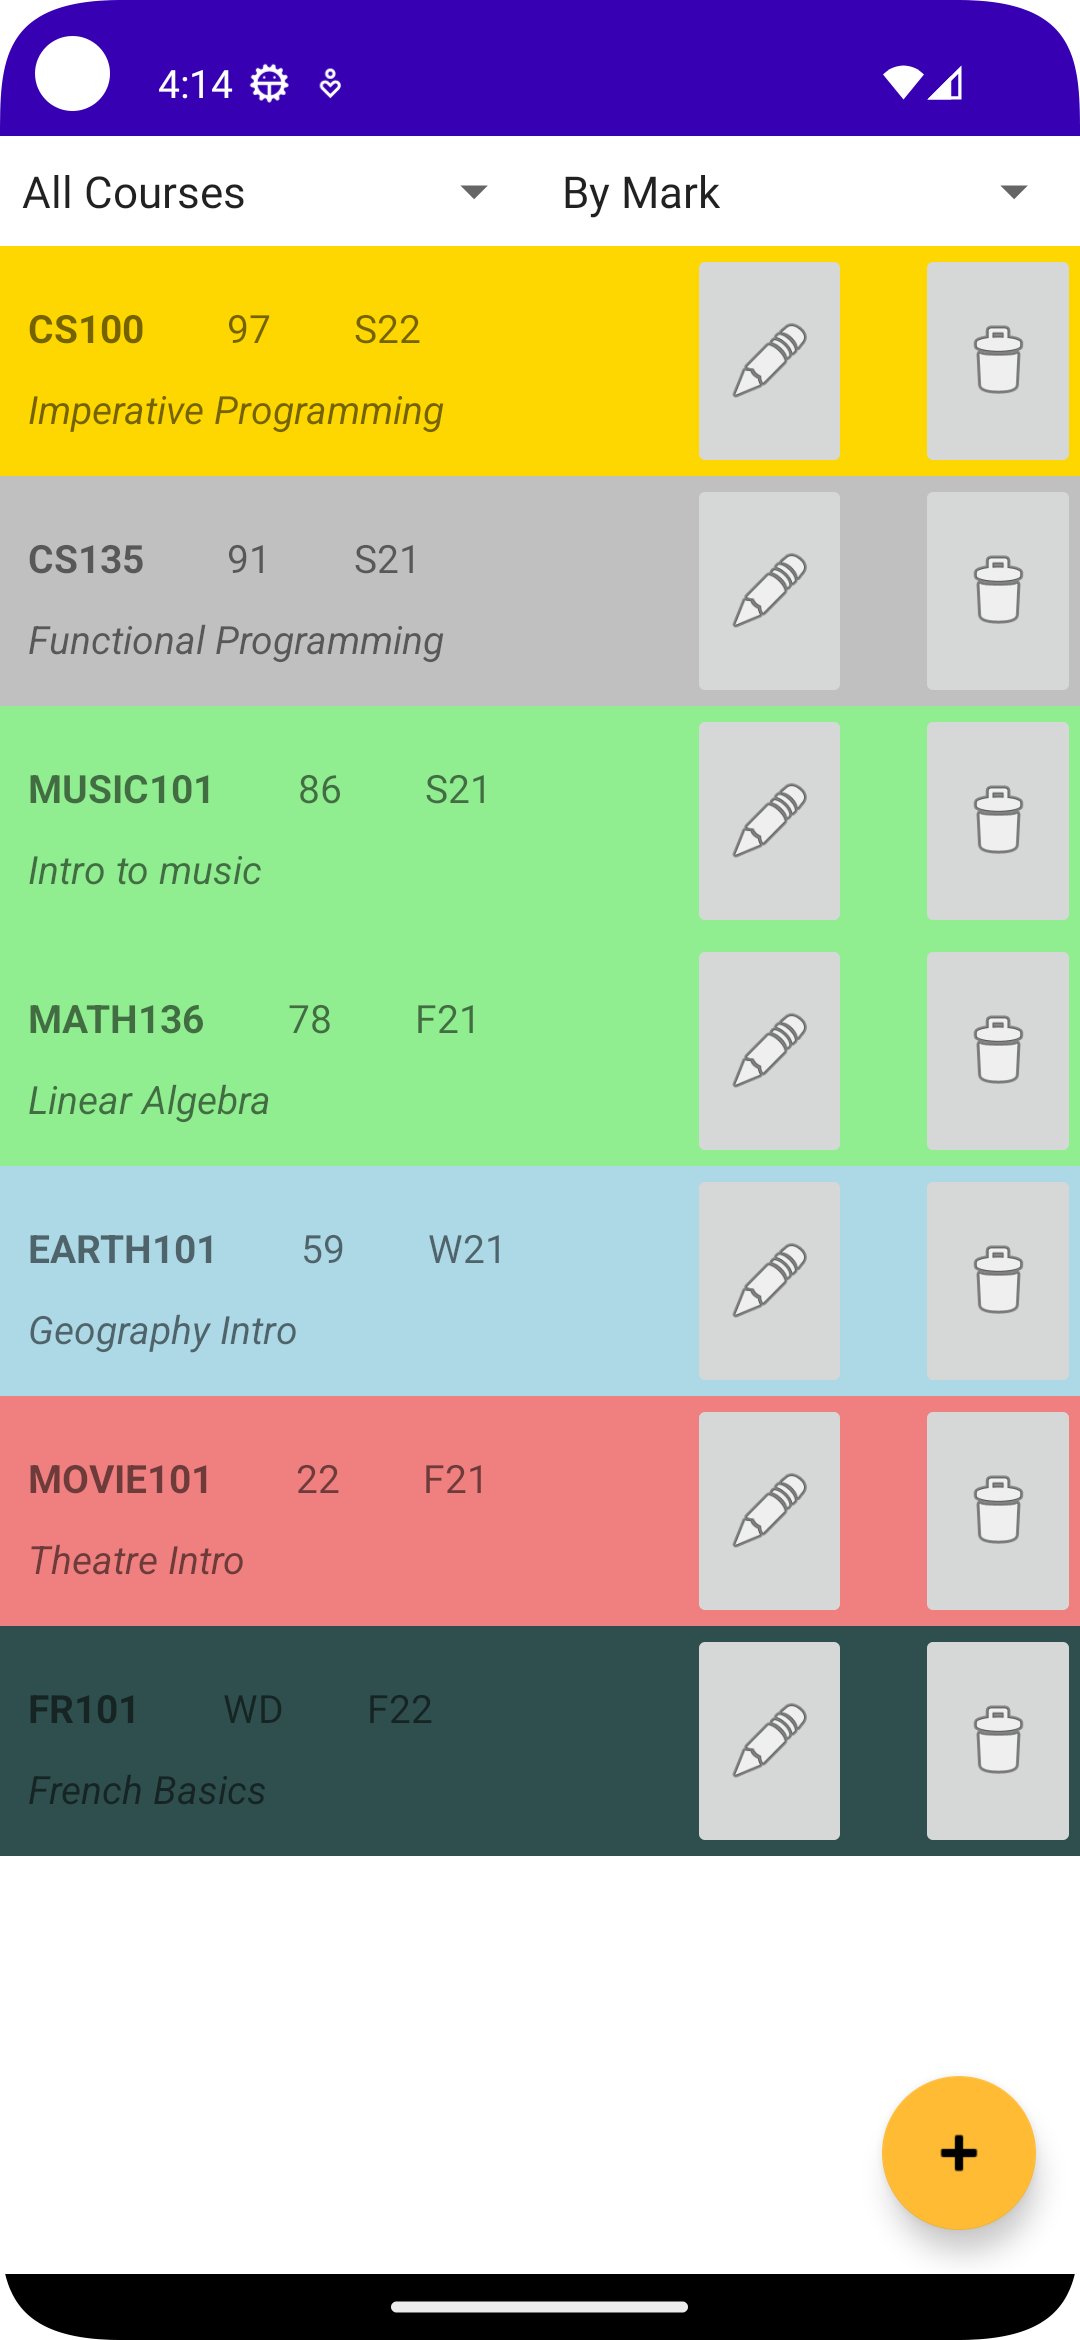 4:14
All Courses By Mark
CS100 97 S22
Imperative Programming
CS135 91 S21
Functional Programming
MUSIC101 86 S21
Intro to music
MATH136 78 F21
Linear Algebra
EARTH101 59 W21
Geography Intro
MOVIE101 22 F21
Theatre Intro
FR101 WD F22
French Basics